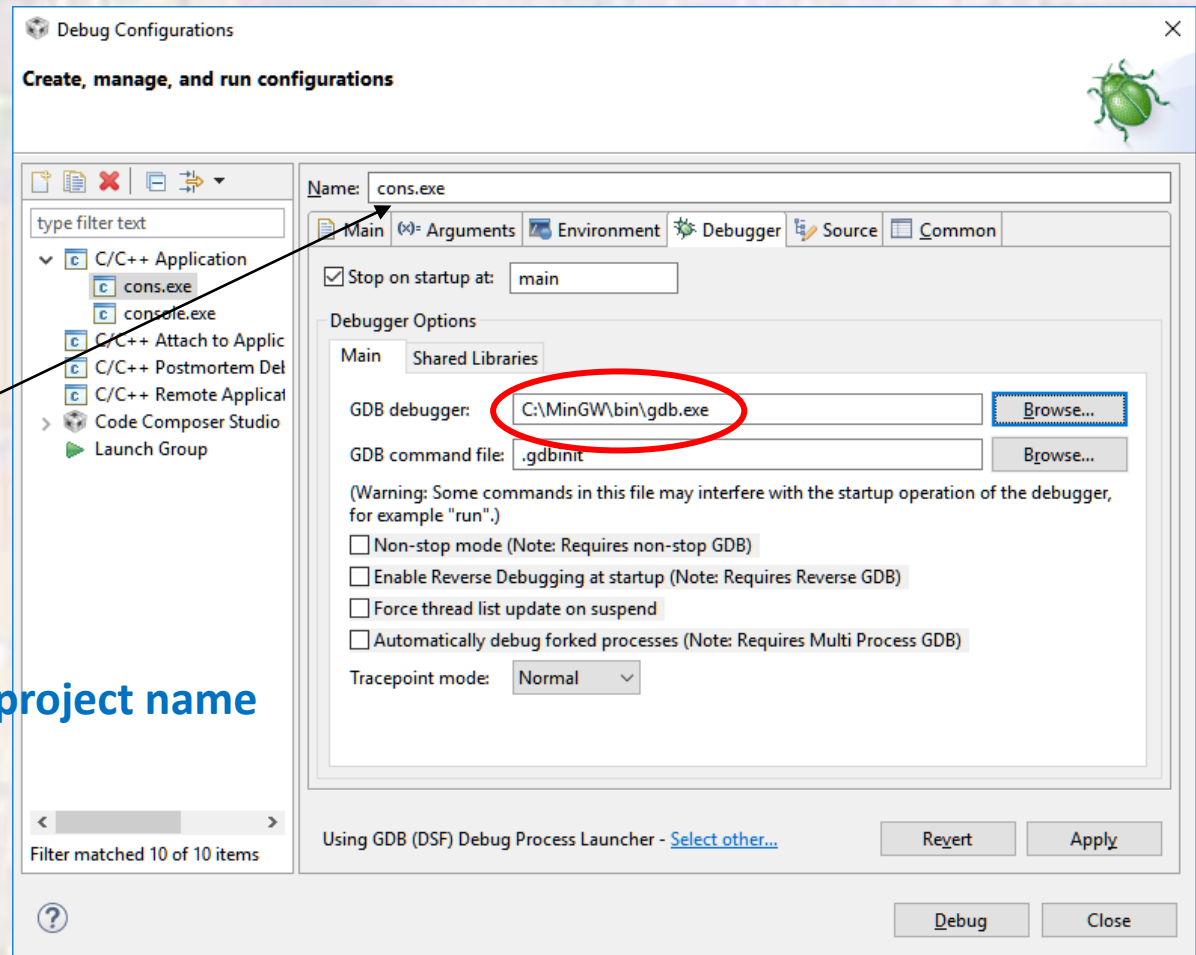 Debug Configurations
Create, manage, and run configurations
Name: cons.exe
type filter text
Main (x)= Arguments Environment Debugger Source Common
C/C++ Application
cons.exe
console.exe
C/C++ Attach to Applic
C/C++ Postmortem Del
C/C++ Remote Applicat
Code Composer Studio
Launch Group
Stop on startup at: main
Debugger Options
Main Shared Libraries
GDB debugger: C:\MinGW\bin\gdb.exe Browse...
GDB command file: .gdbinit Browse...
(Warning: Some commands in this file may interfere with the startup operation of the debugger,
for example "run".)
Non-stop mode (Note: Requires non-stop GDB)
Enable Reverse Debugging at startup (Note: Requires Reverse GDB)
Force thread list update on suspend
Automatically debug forked processes (Note: Requires Multi Process GDB)
Tracepoint mode: Normal
project name
Filter matched 10 of 10 items
Using GDB (DSF) Debug Process Launcher - Select other... Revert Apply
? Debug Close